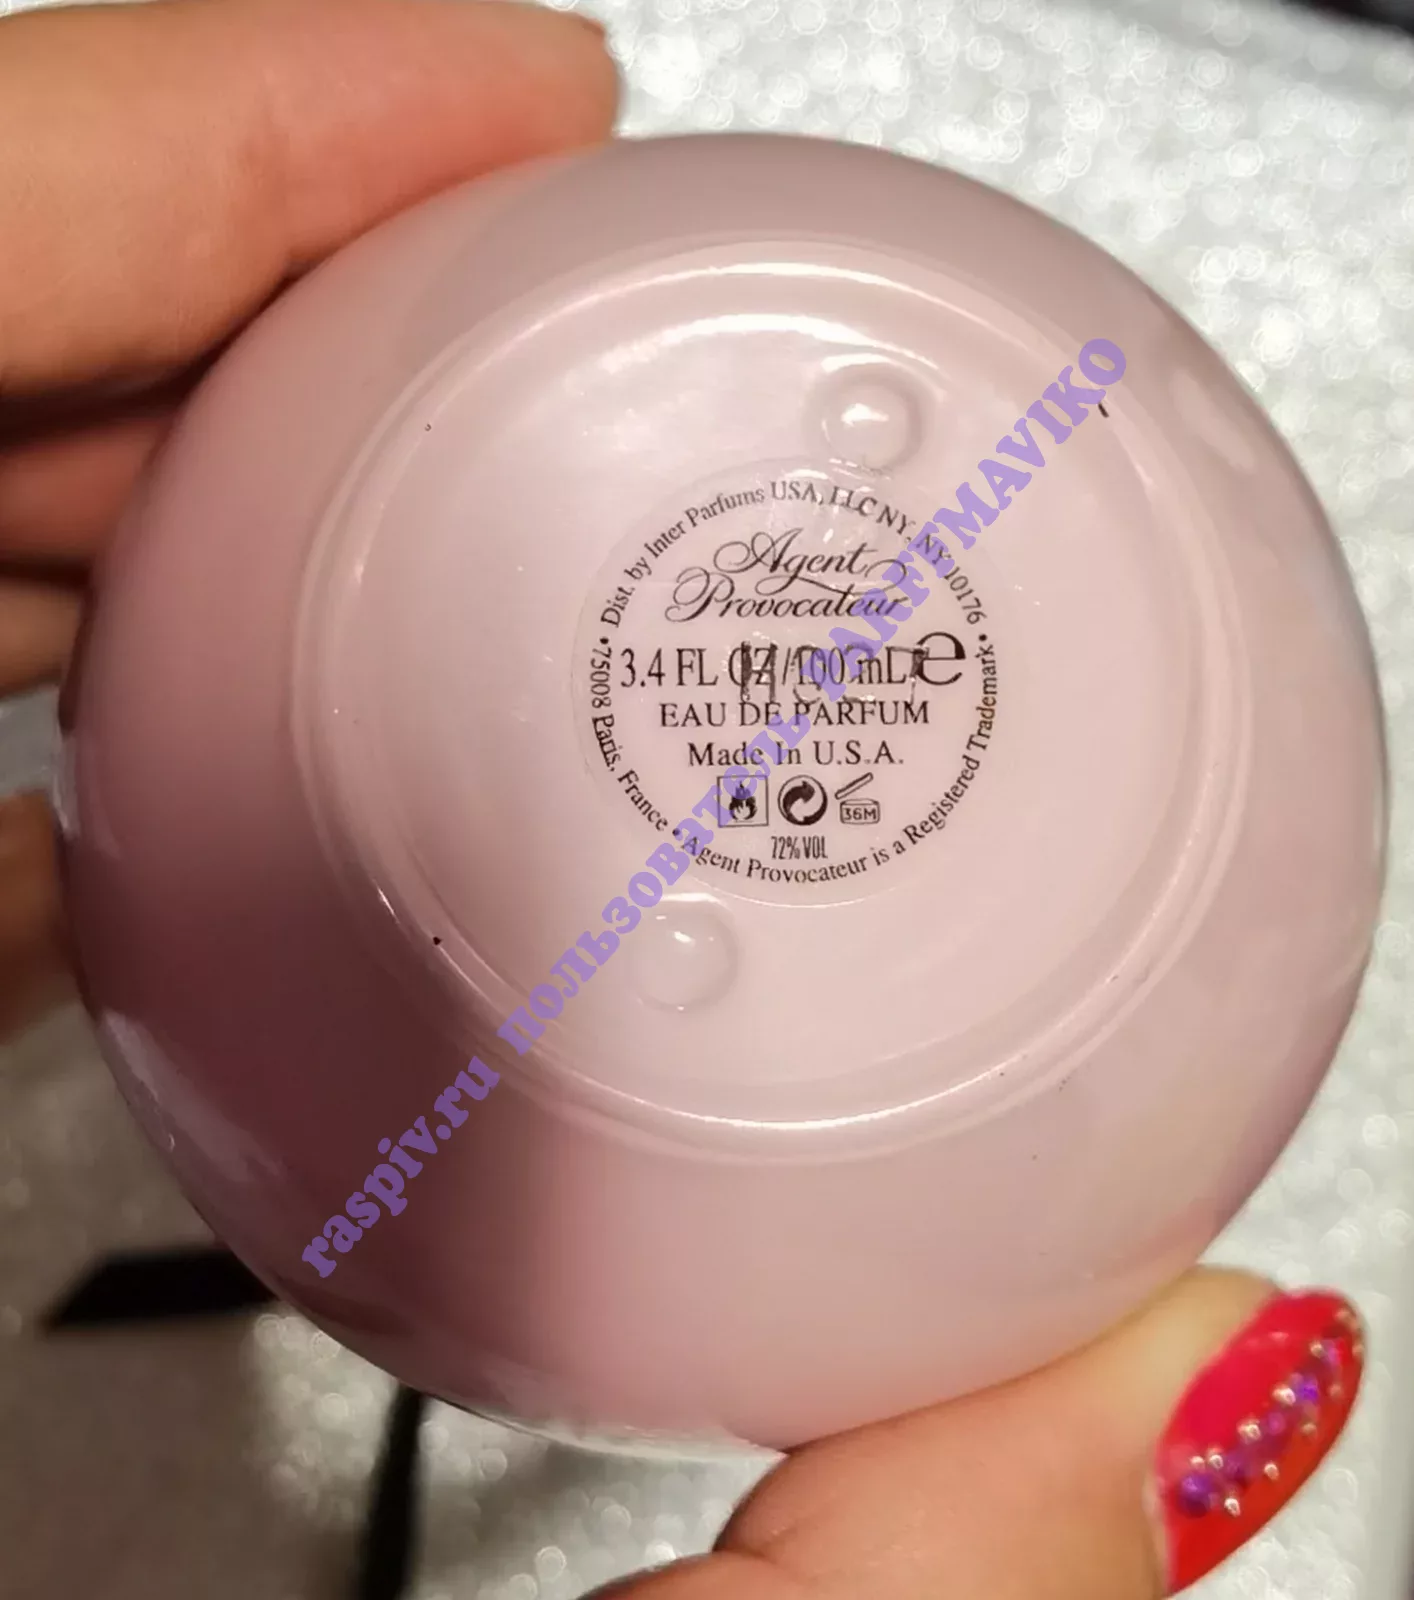 Dist. by Inter Parfums USA, LLC NY, NY 10176 •
Agent
Provocateur
3.4 FL OZ/100 mL e
EAU DE PARFUM
Made In U.S.A.
36M
72% VOL
• 75008 Paris, France • Agent Provocateur is a Registered Trademark
raspiv.ru пользователь PARFFMAVIKO